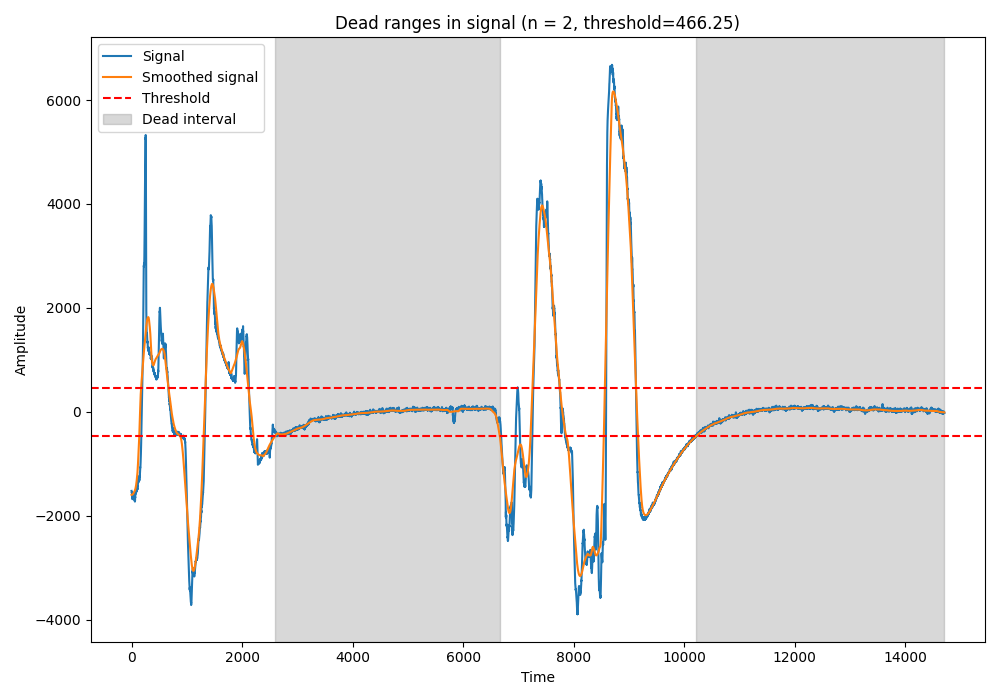 Dead ranges in signal (n = 2, threshold=466.25)
Signal
Smoothed signal
Threshold
Dead interval
6000
4000
2000
0
−2000
−4000
Amplitude
0 2000 4000 6000 8000 10000 12000 14000
Time